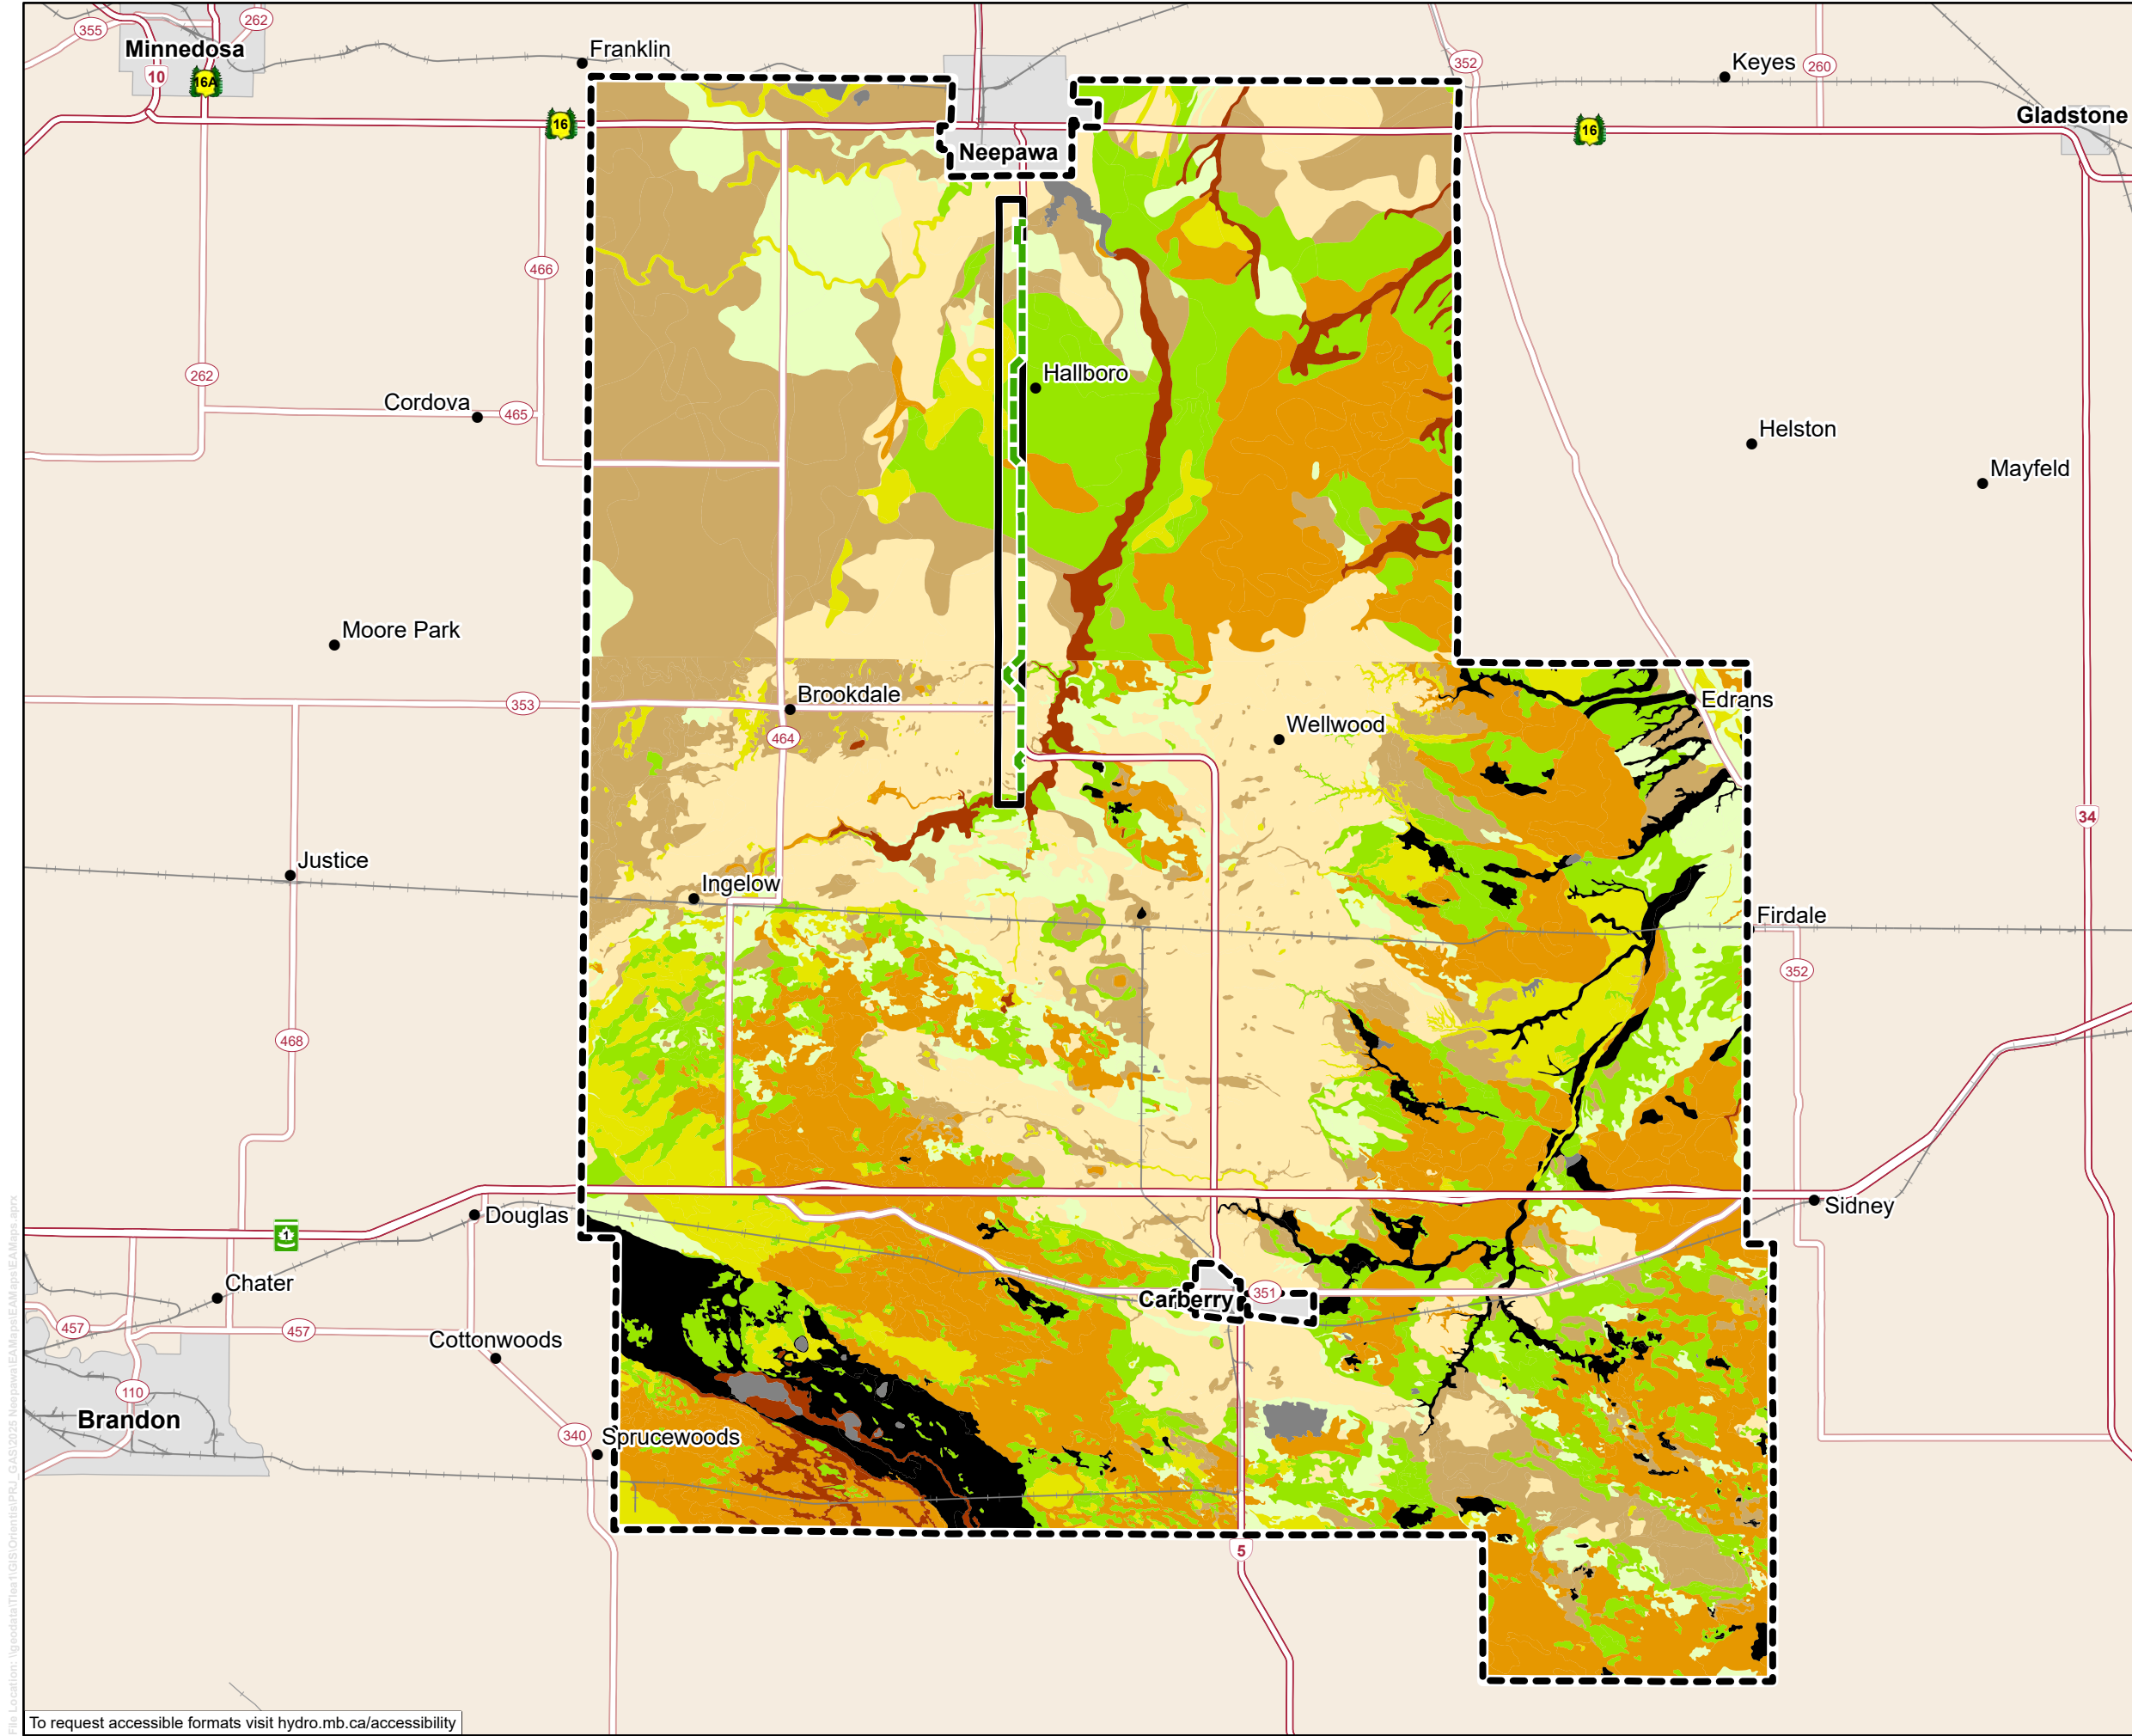 355
262
Minnedosa
10
16A
Franklin
16
Neepawa
352
Keyes
260
16
Gladstone
466
262
Cordova
465
Hallboro
Helston
Mayfeld
Moore Park
353
Brookdale
464
Wellwood
Edrans
34
Justice
Ingelow
Firdale
352
468
Douglas
1
Sidney
Chater
Carberry
351
457
457
Cottonwoods
110
Brandon
340
Sprucewoods
5
To request accessible formats visit hydro.mb.ca/accessibility